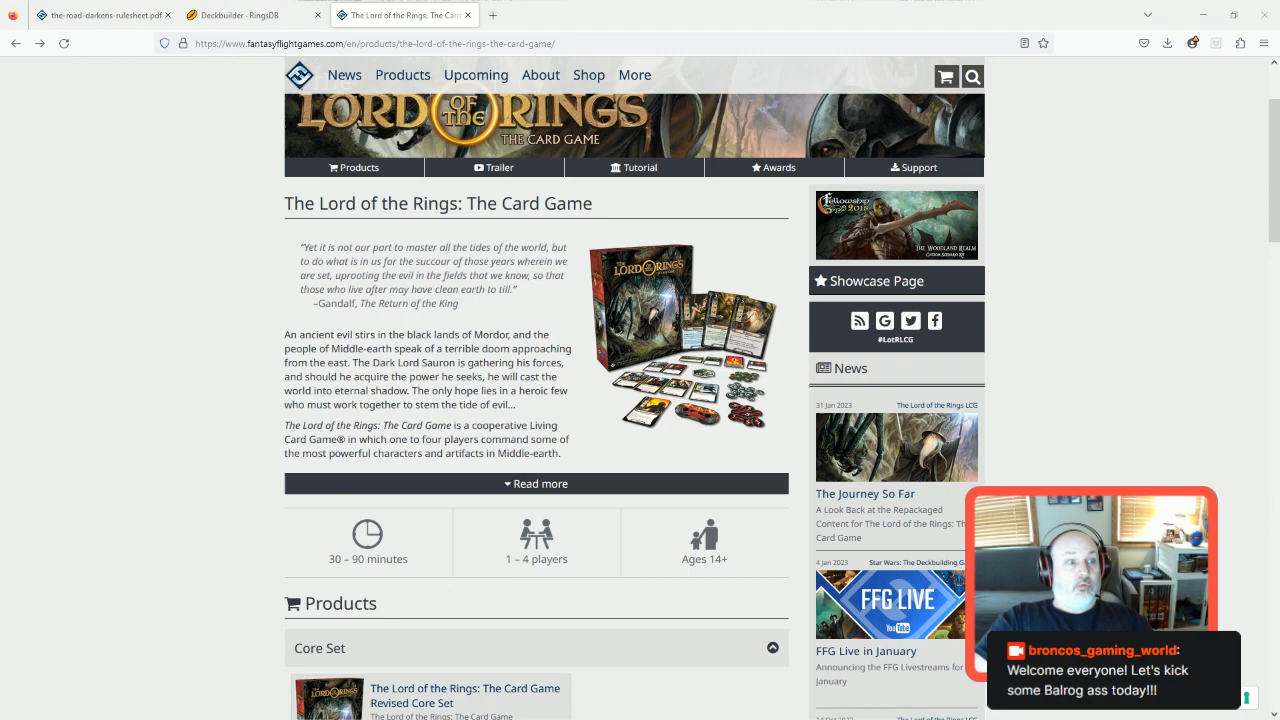 the-road-darkens-rulesheet.pdf
Deckbuilder · RingsDB
The Lord of the Rings: The Card
https://www.fantasyflightgames.com/en/products/the-lord-of-the-rings-the-card-game/
News Products Upcoming About Shop More
LORD OF THE RINGS
THE CARD GAME
Products Trailer Tutorial Awards Support
The Lord of the Rings: The Card Game
“Yet it is not our part to master all the tides of the world, but
to do what is in us for the succour of those years wherein we
are set, uprooting the evil in the fields that we know, so that
those who live after may have clean earth to till.”
–Gandalf, The Return of the King
An ancient evil stirs in the black lands of Mordor, and the
people of Middle-earth speak of a terrible doom approaching
from the east. The Dark Lord Sauron is gathering his forces,
and should he acquire the power he seeks, he will cast the
world into eternal shadow. The only hope lies in a heroic few
who must work together to stem the tide of evil…
The Lord of the Rings: The Card Game is a cooperative Living
Card Game® in which one to four players command some of
the most powerful characters and artifacts in Middle-earth.
Read more
30 – 90 minutes
1 – 4 players
Ages 14+
Products
Core Set
The Lord of the Rings: The Card Game
Revised Core Set
The Lord of the Rings: The Card Game
Fellowship
2018
THE WOODLAND REALM
CUSTOM SCENARIO KIT
Showcase Page
#LotRLCG
News
31 Jan 2023 The Lord of the Rings LCG
The Journey So Far
A Look Back at the Repackaged
Content for The Lord of the Rings: Th
Card Game
4 Jan 2023 Star Wars: The Deckbuilding Ga
FFG LIVE
YouTube
FFG Live in January
Announcing the FFG Livestreams for
January
The Lord of the Rings LCG
broncos_gaming_world:
Welcome everyone! Let's kick
some Balrog ass today!!!